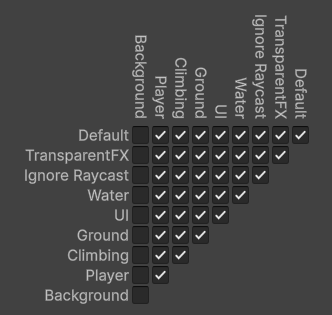 Background
Player
Climbing
Ground
UI
Water
Ignore Raycast
TransparentFX
Default
Default
TransparentFX
Ignore Raycast
Water
UI
Ground
Climbing
Player
Background